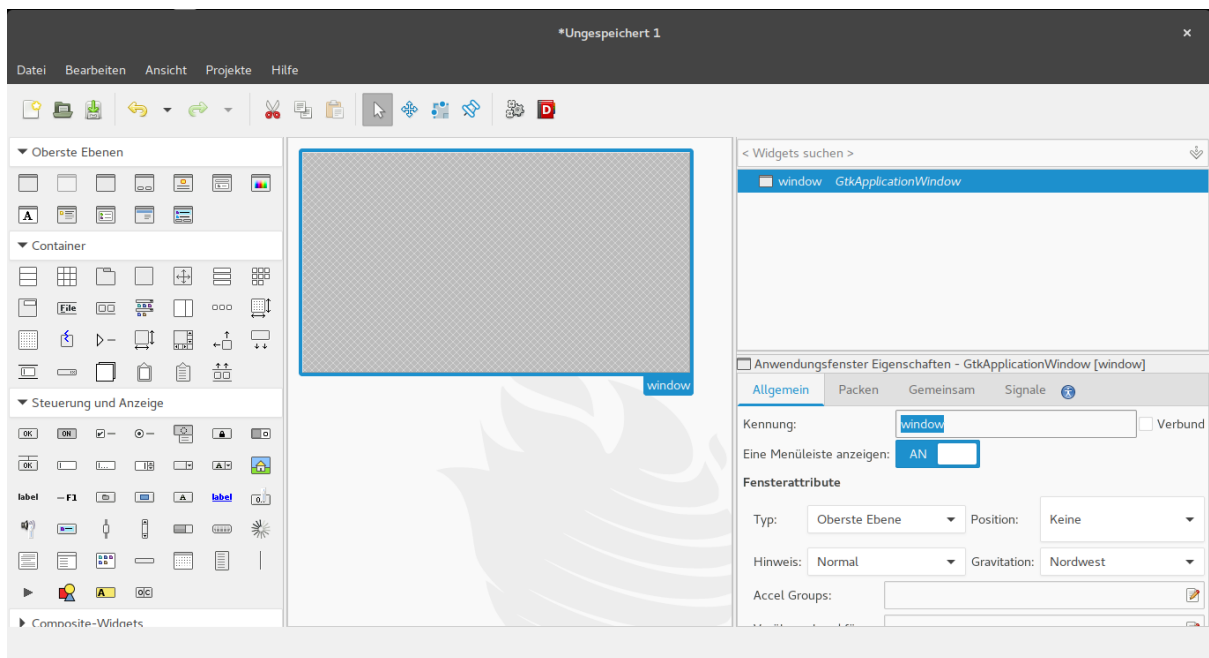 *Ungespeichert 1
Datei Bearbeiten Ansicht Projekte Hilfe
D
Oberste Ebenen
A
Container
File
Steuerung und Anzeige
OK ON
OK A
label F1 A label 0..
A O|C
Composite-Widgets
window
< Widgets suchen >
window GtkApplicationWindow
Anwendungsfenster Eigenschaften - GtkApplicationWindow [window]
Allgemein Packen Gemeinsam Signale
Kennung: window Verbund
Eine Menüleiste anzeigen: AN
Fensterattribute
Typ: Oberste Ebene Position: Keine
Hinweis: Normal Gravitation: Nordwest
Accel Groups: